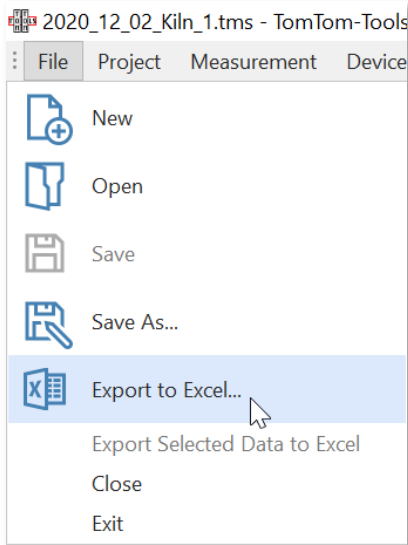 2020_12_02_Kiln_1.tms - TomTom-Tools
File Project Measurement Device
New
Open
Save
Save As...
Export to Excel...
Export Selected Data to Excel
Close
Exit